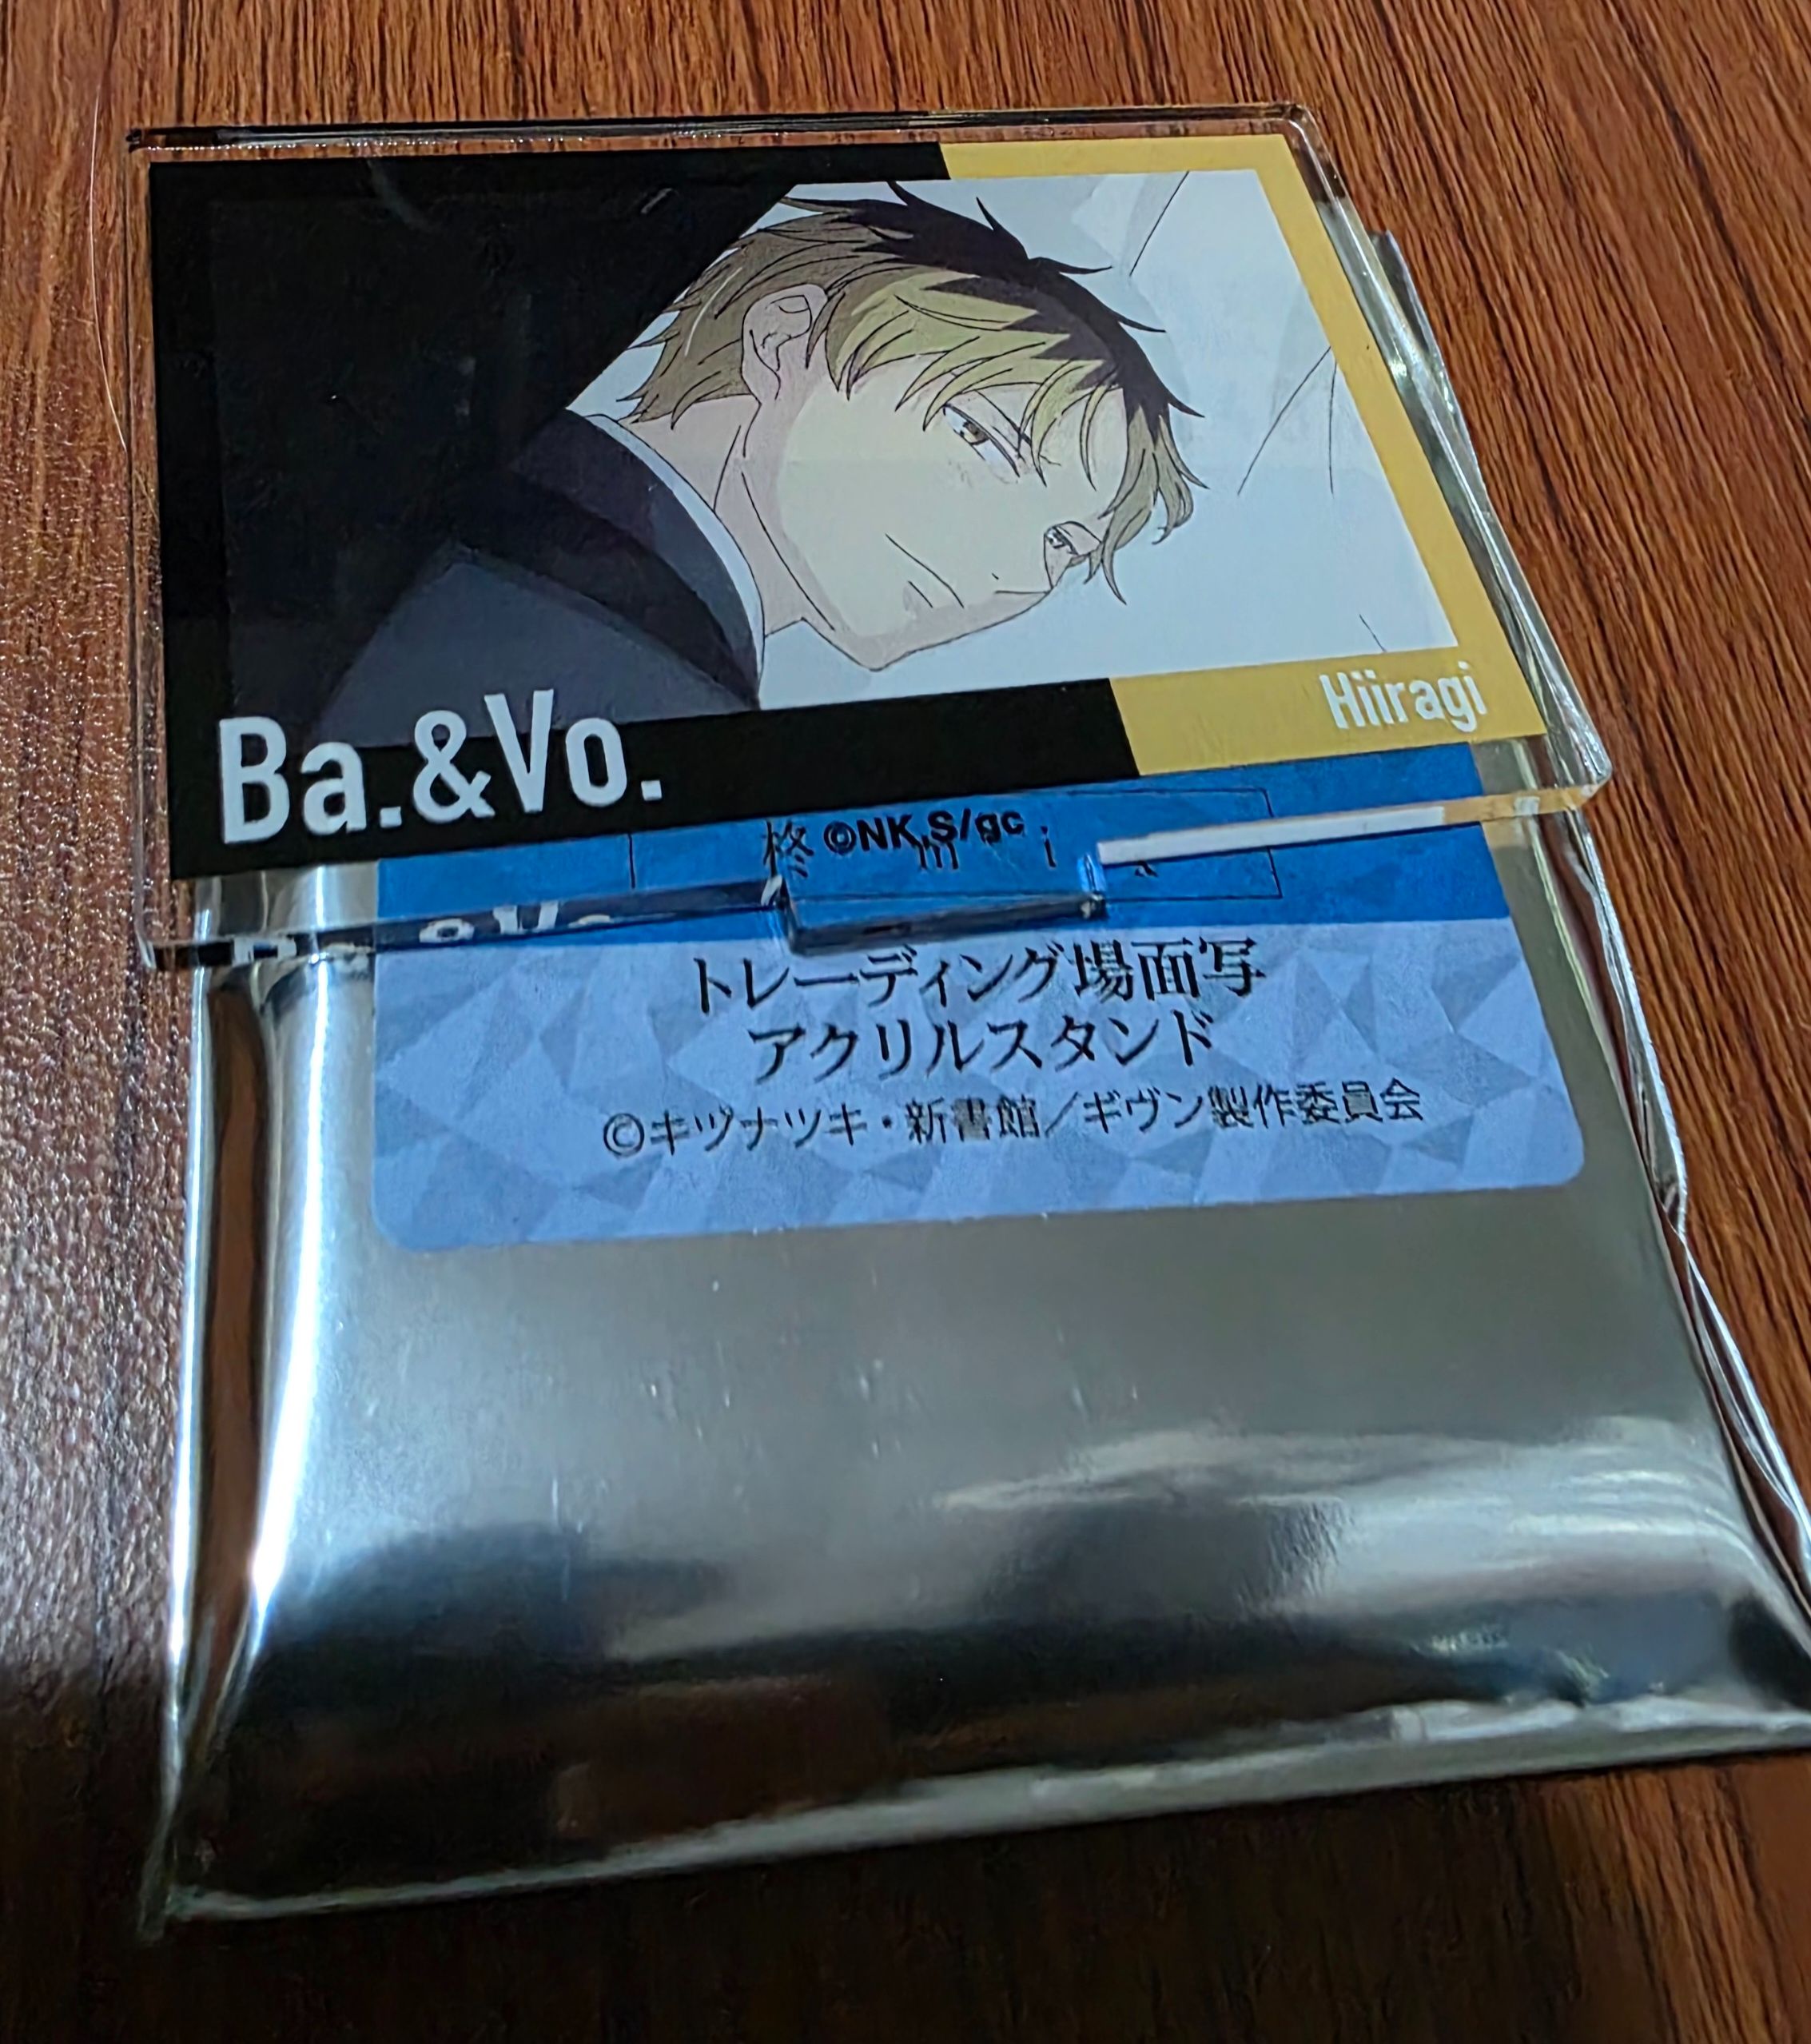 Hiiragi
Ba.&Vo.
柊 ©NK,S/gc
トレーディング場面写
アクリルスタンド
©キヅナツキ・新書館/ギヴン製作委員会